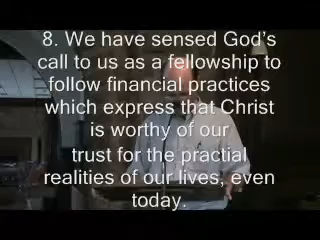 8. We have sensed God's
call to us as a fellowship to
follow financial practices
which express that Christ
is worthy of our
trust for the practial
realities of our lives, even
today.